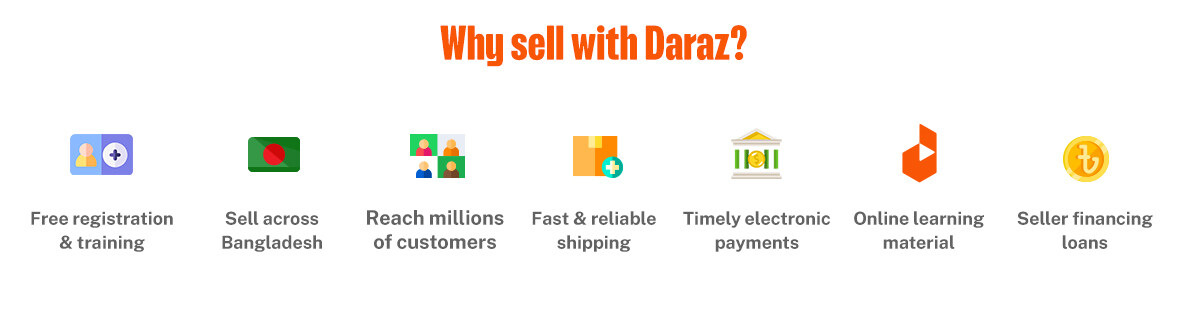 Why sell with Daraz?
Free registration
& training
Sell across
Bangladesh
Reach millions
of customers
Fast & reliable
shipping
Timely electronic
payments
Online learning
material
Seller financing
loans